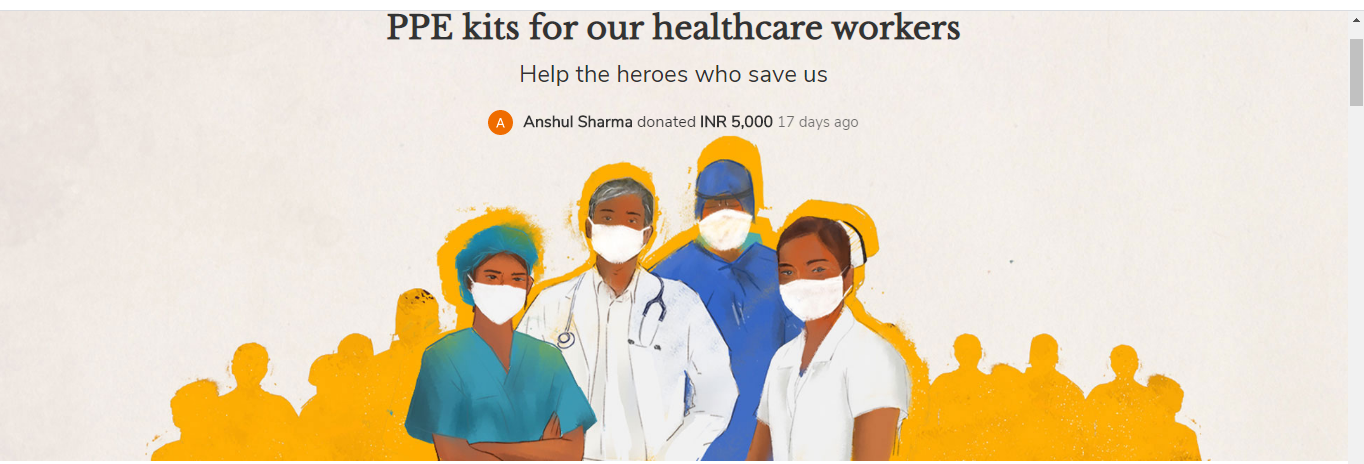 PPE kits for our healthcare workers
Help the heroes who save us
A Anshul Sharma donated INR 5,000 17 days ago